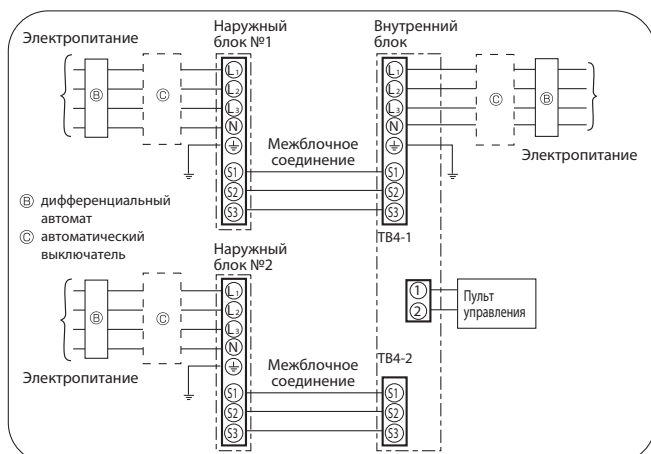 Наружный
блок №1
Внутренний
блок
Электропитание
L1
L2
L3
N
S1
S2
S3
Ⓑ
Ⓒ
Межблочное
соединение
L1
L2
L3
N
S1
S2
S3
Ⓒ
Ⓑ
Электропитание
Ⓑ дифференциальный
автомат
Ⓒ автоматический
выключатель
TB4-1
Наружный
блок №2
L1
L2
L3
N
S1
S2
S3
Ⓑ
Ⓒ
Электропитание
1
2
Пульт
управления
Межблочное
соединение
TB4-2
S1
S2
S3